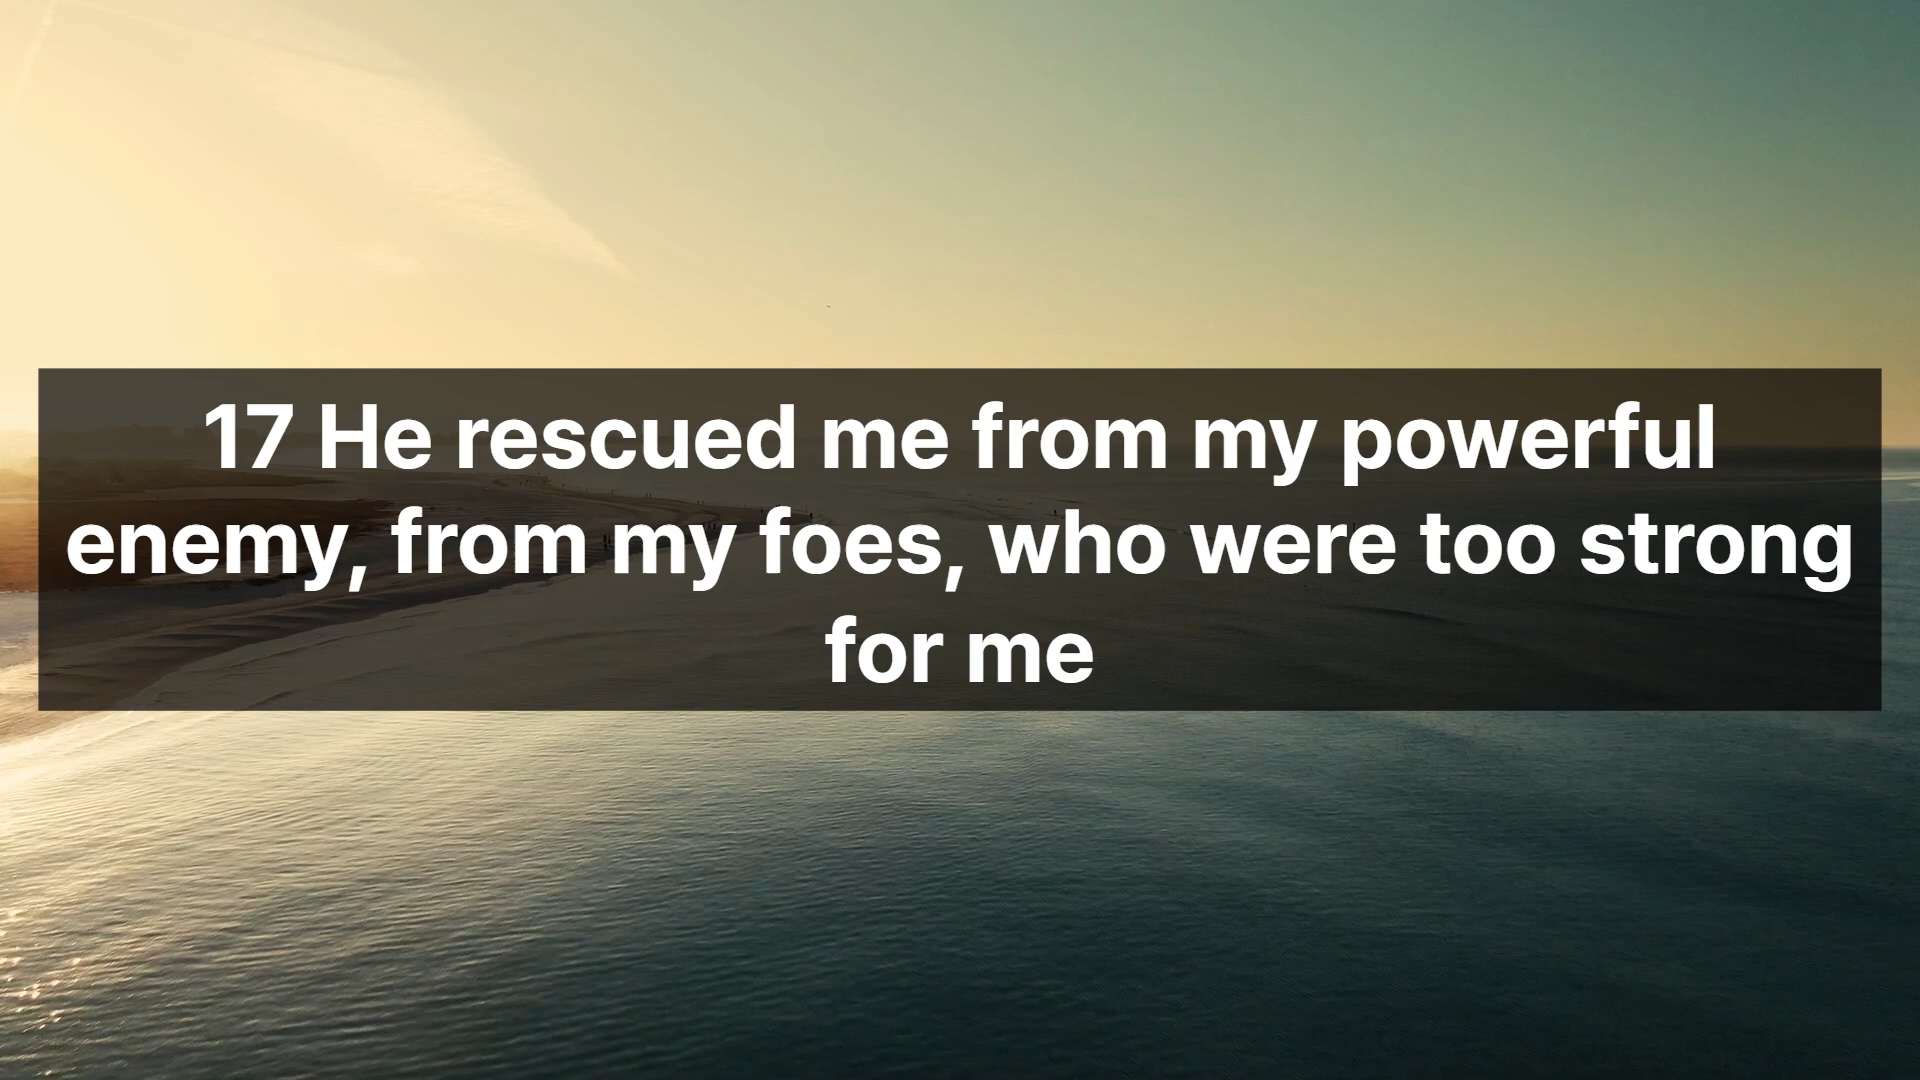 17 He rescued me from my powerful
enemy, from my foes, who were too strong
for me